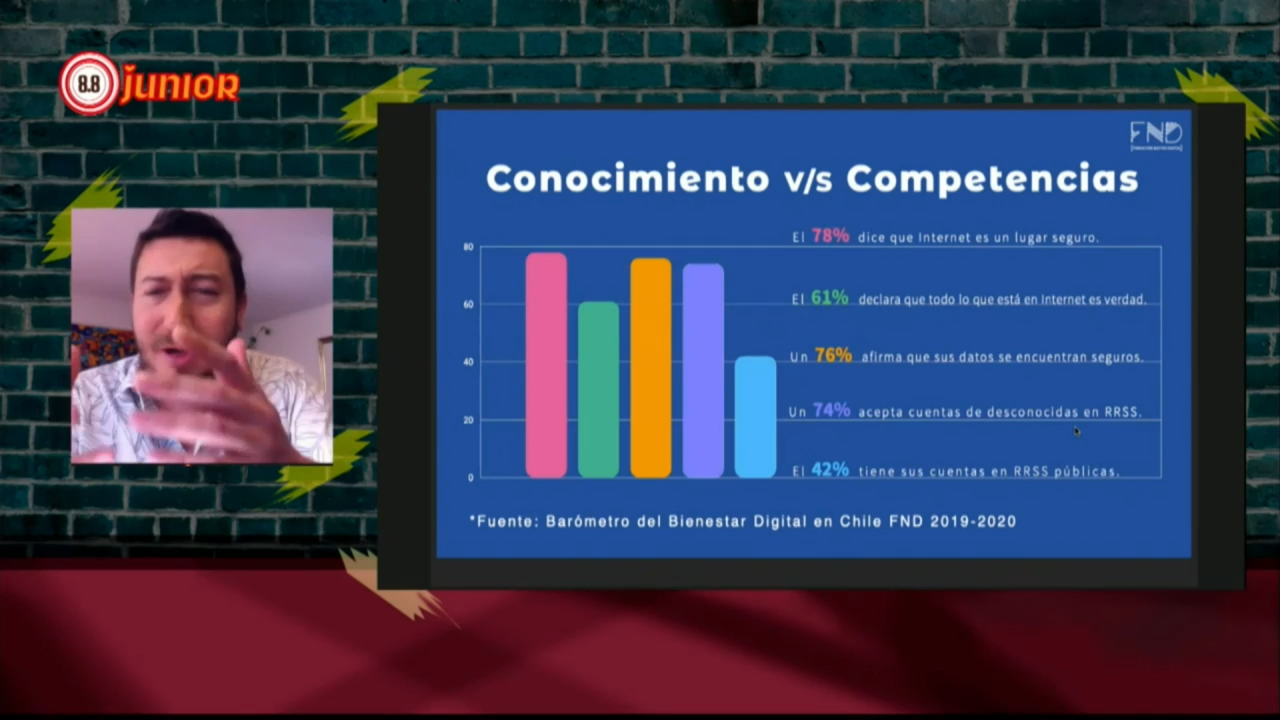 8.8 JUNIOR
FND
Conocimiento v/s Competencias
El 78% dice que Internet es un lugar seguro.
El 61% declara que todo lo que está en Internet es verdad.
Un 76% afirma que sus datos se encuentran seguros.
Un 74% acepta cuentas de desconocidas en RRSS.
El 42% tiene sus cuentas en RRSS públicas.
80
60
40
20
0
*Fuente: Barómetro del Bienestar Digital en Chile FND 2019-2020